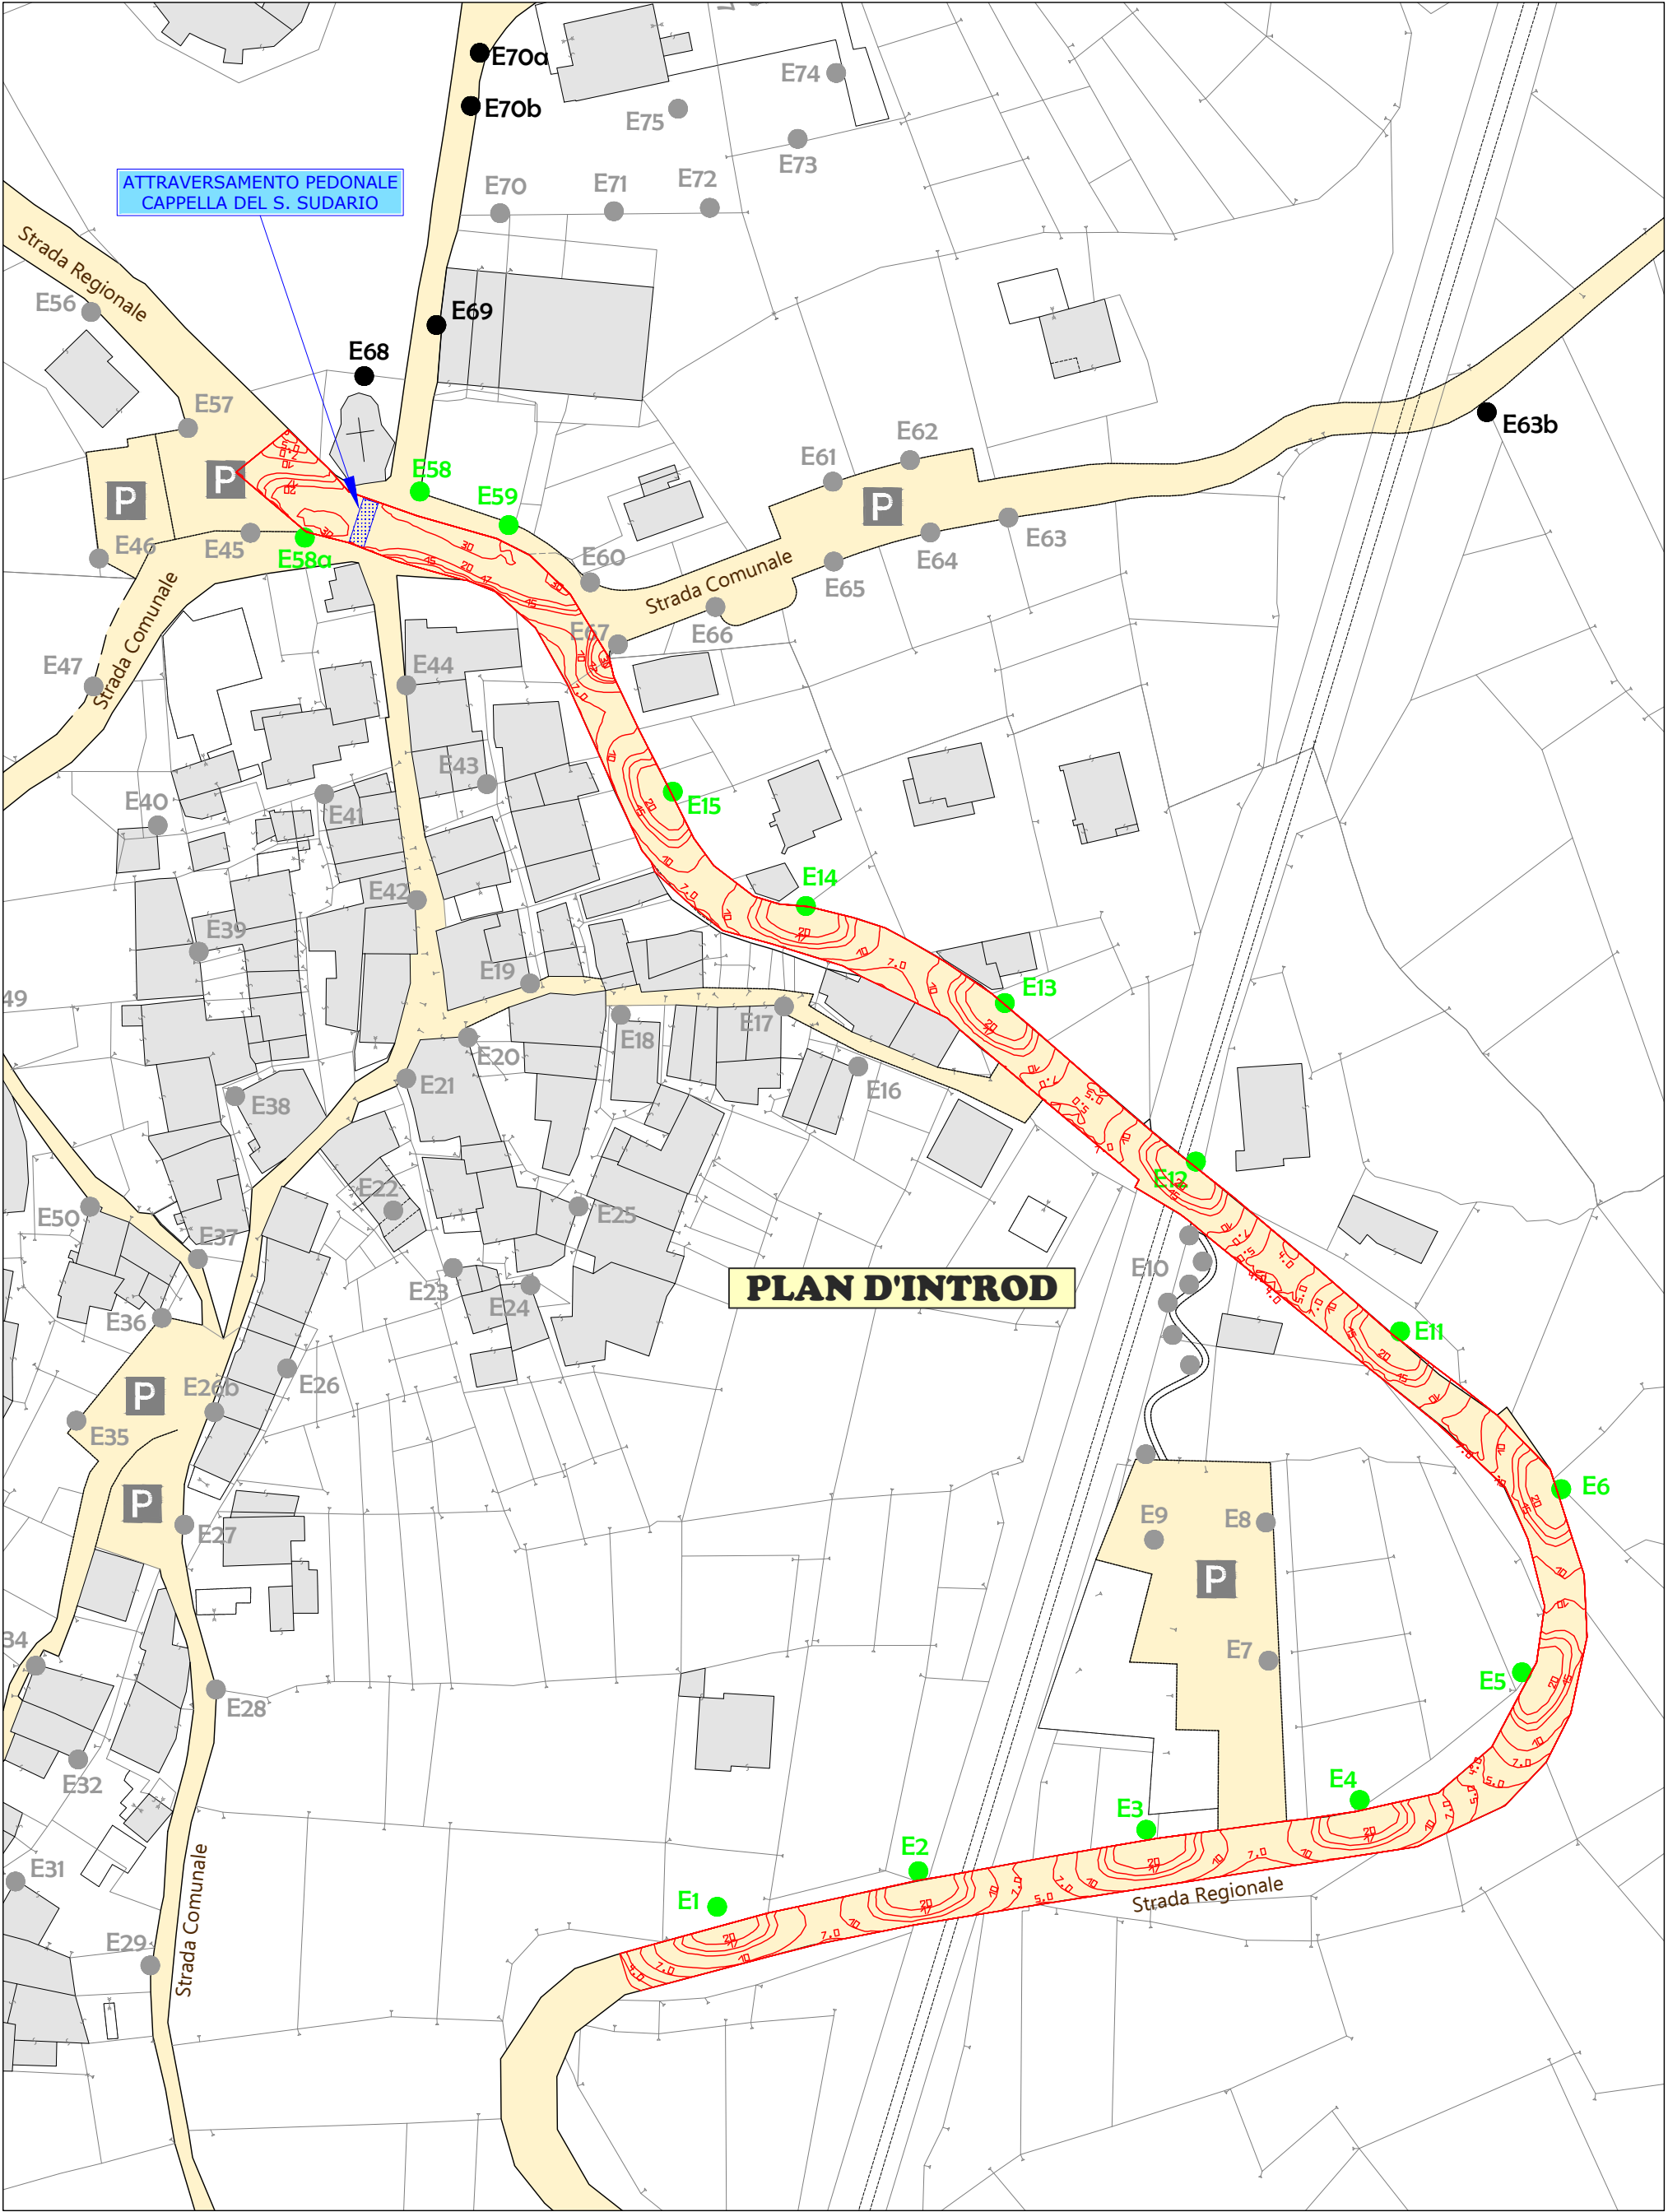 E70a
E70b
E74
E75
E73
ATTRAVERSAMENTO PEDONALE
CAPPELLA DEL S. SUDARIO
E70
E71
E72
Strada Regionale
E56
E69
E68
E63b
E57
P
P
E58
E59
E61
E62
P
E46
E45
E58a
E60
E63
E64
E65
Strada Comunale
E66
E67
Strada Comunale
E47
E44
E43
E40
E41
E15
E14
E42
E39
E19
E13
49
E17
E18
E20
E16
E21
E38
E12
E22
E50
E25
E37
E10
E23
E24
PLAN D'INTROD
E36
E11
E26
E26b
P
E35
P
E6
E9
E8
E27
P
34
E7
E5
E28
E32
E4
E3
E2
E31
E1
Strada Regionale
Strada Comunale
E29